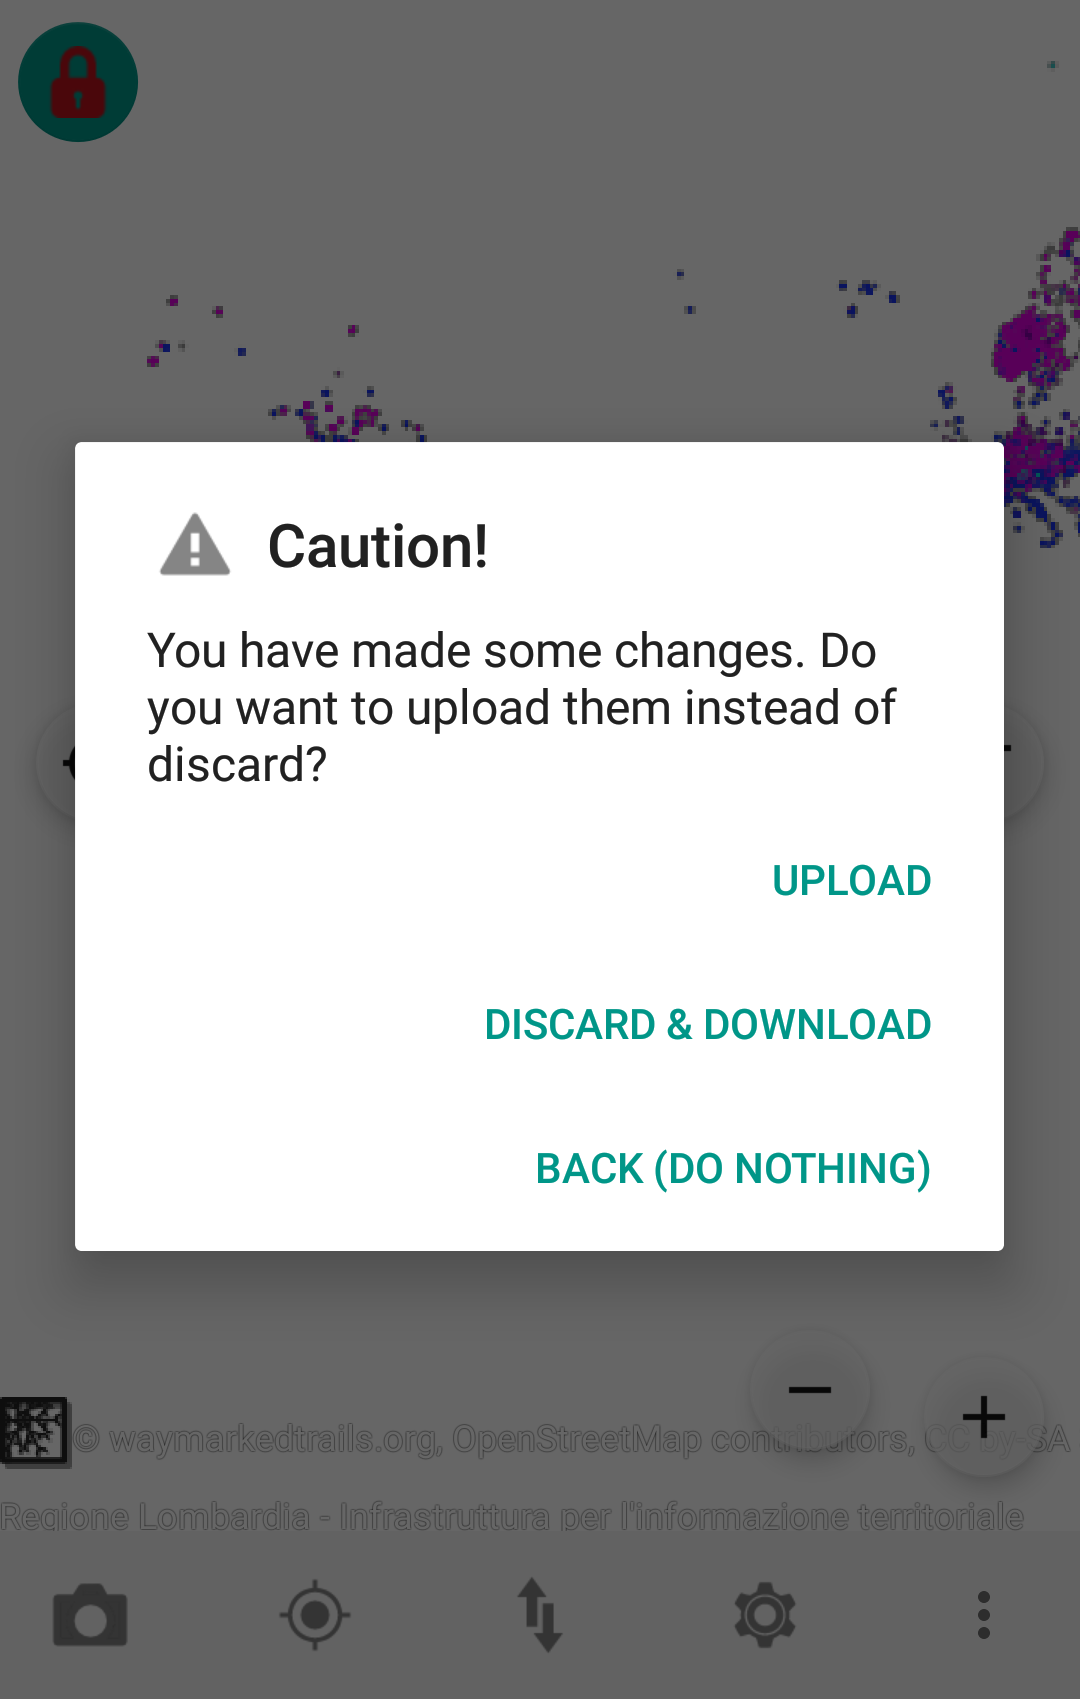 Caution!
You have made some changes. Do
you want to upload them instead of
discard?
UPLOAD
DISCARD & DOWNLOAD
BACK (DO NOTHING)
© waymarkedtrails.org, OpenStreetMap contributors, CC by-SA
Regione Lombardia - Infrastruttura per l'informazione territoriale